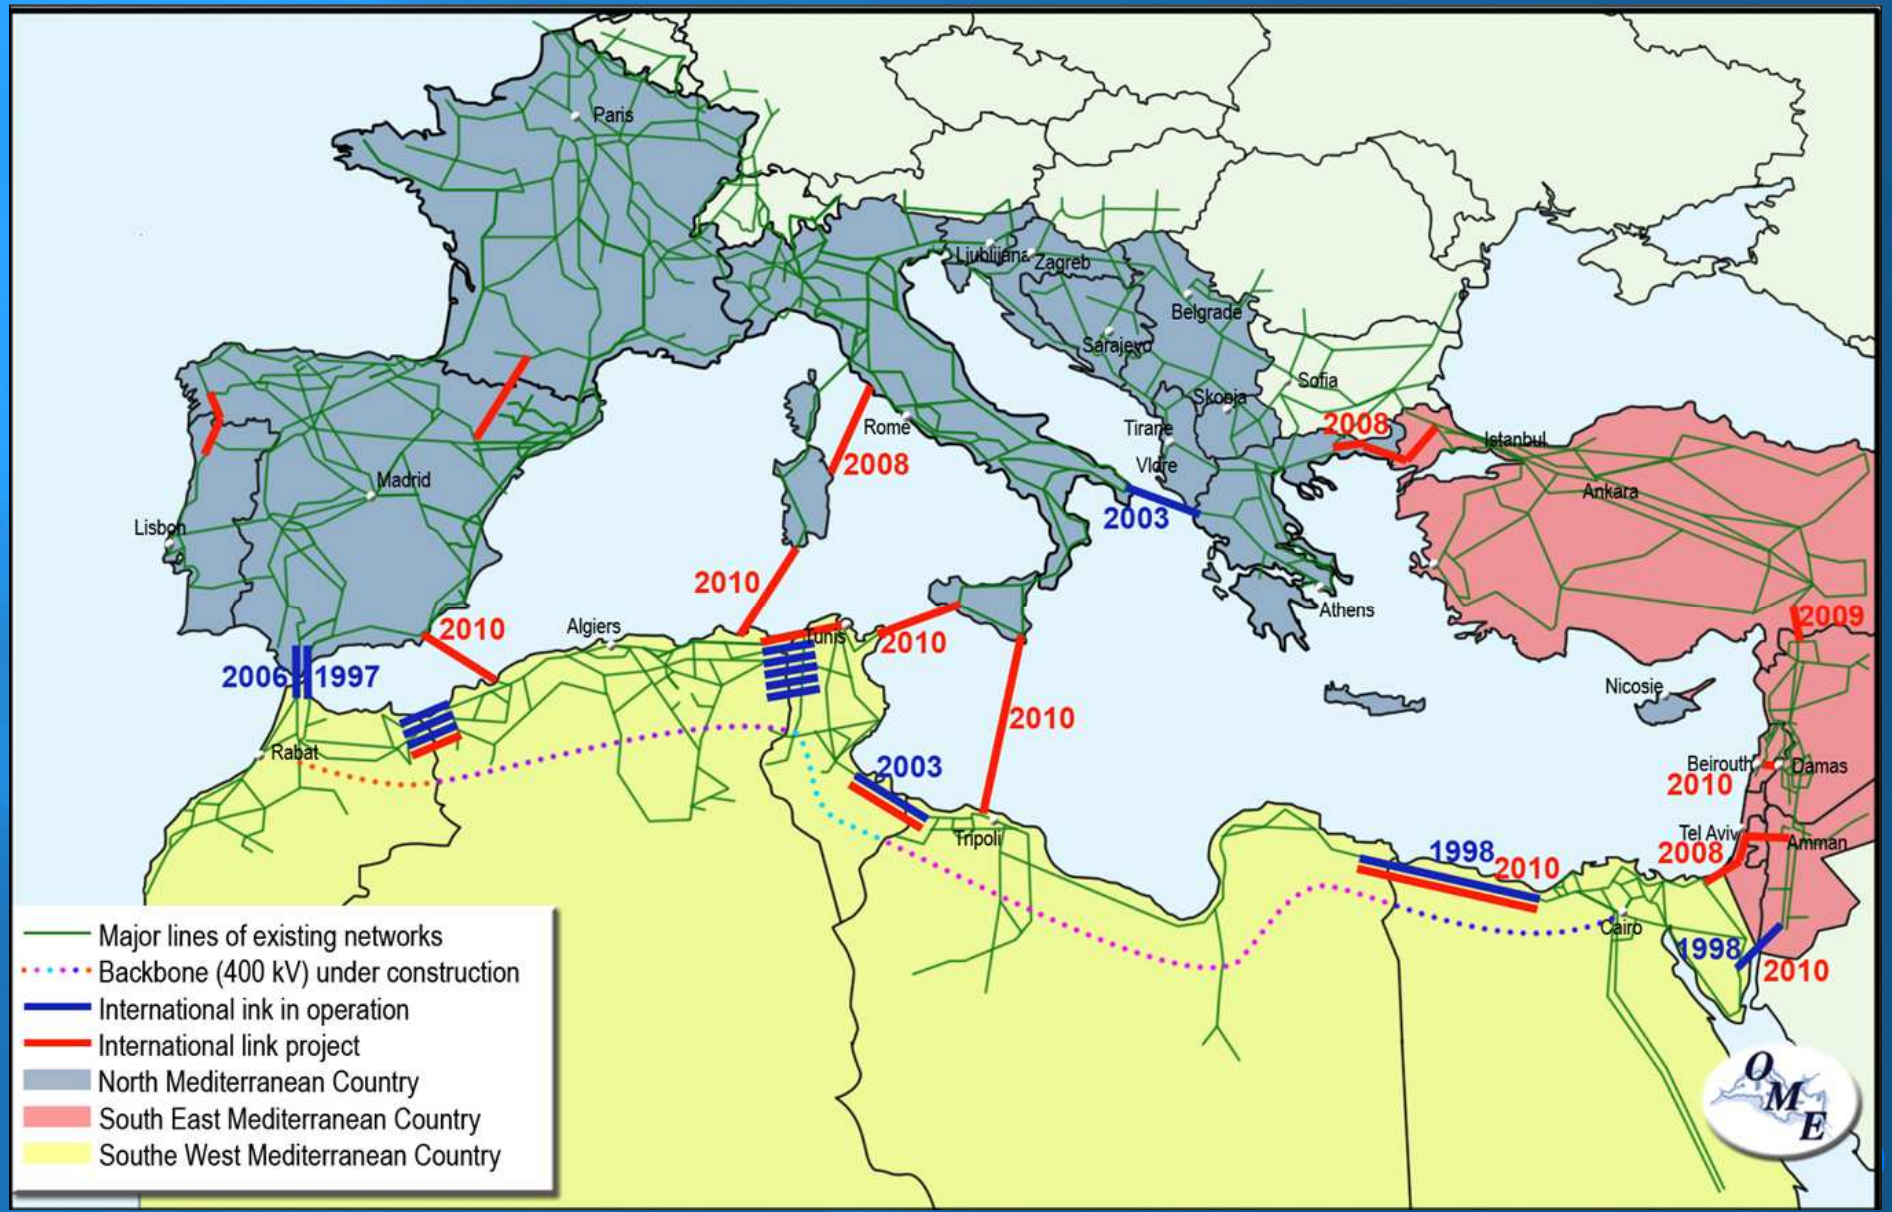 Paris
Ljublijana
Zagreb
Belgrade
Sarajevo
Sofia
Skopja
2008
Rome
Tirane
Istanbul
2008
Vldre
Madrid
Ankara
2003
Lisbon
2010
Athens
2009
2010
Algiers
Tunis
2010
2006
1997
Nicosie
2010
Rabat
2003
Beirouth
Damas
2010
Tripoli
Tel Aviv
Amman
1998
2010
2008
Cairo
1998
2010
Major lines of existing networks
Backbone (400 kV) under construction
International ink in operation
International link project
North Mediterranean Country
South East Mediterranean Country
Southe West Mediterranean Country
O
M
E